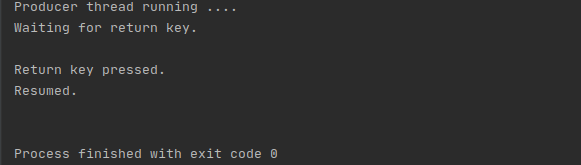 Producer thread running ....
Waiting for return key.
Return key pressed.
Resumed.
Process finished with exit code 0